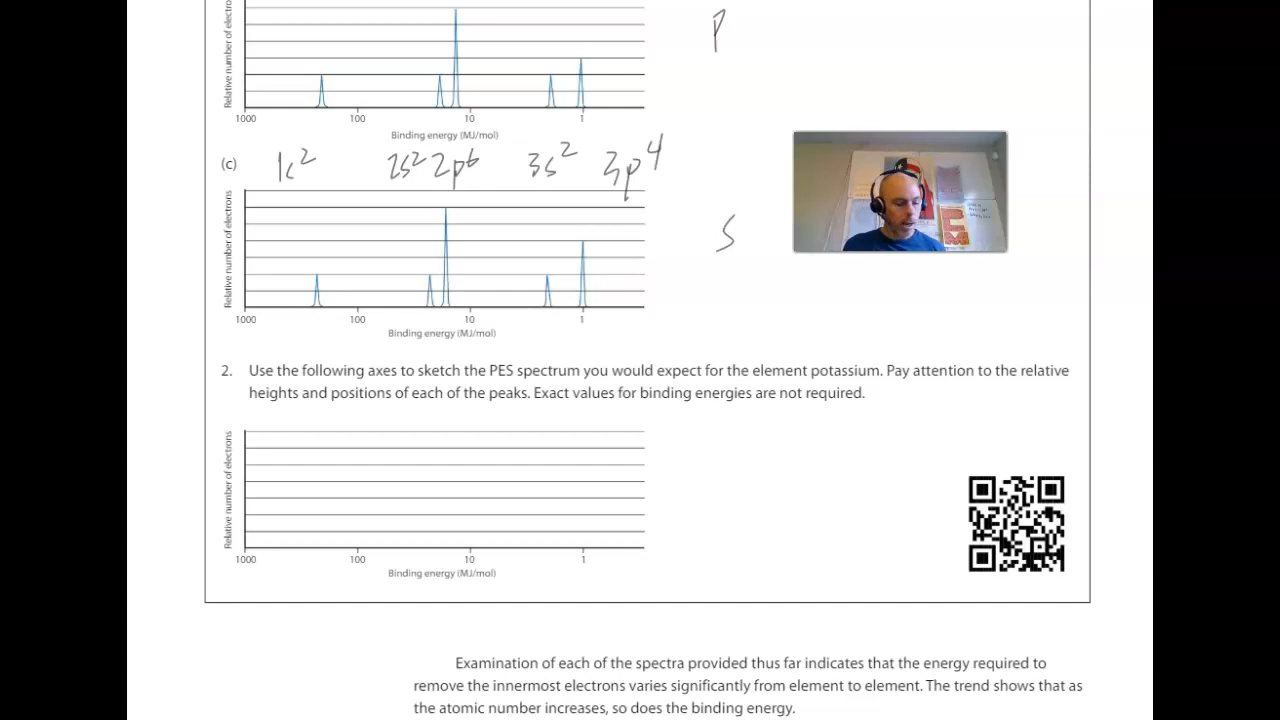 Relative number of electrons
P
1000 100 10 1
Binding energy (MJ/mol)
(c) 1s² 2s² 2p⁶ 3s² 3p⁴
Relative number of electrons
S
1000 100 10 1
Binding energy (MJ/mol)
2. Use the following axes to sketch the PES spectrum you would expect for the element potassium. Pay attention to the relative
heights and positions of each of the peaks. Exact values for binding energies are not required.
Relative number of electrons
1000 100 10 1
Binding energy (MJ/mol)
Examination of each of the spectra provided thus far indicates that the energy required to
remove the innermost electrons varies significantly from element to element. The trend shows that as
the atomic number increases, so does the binding energy.